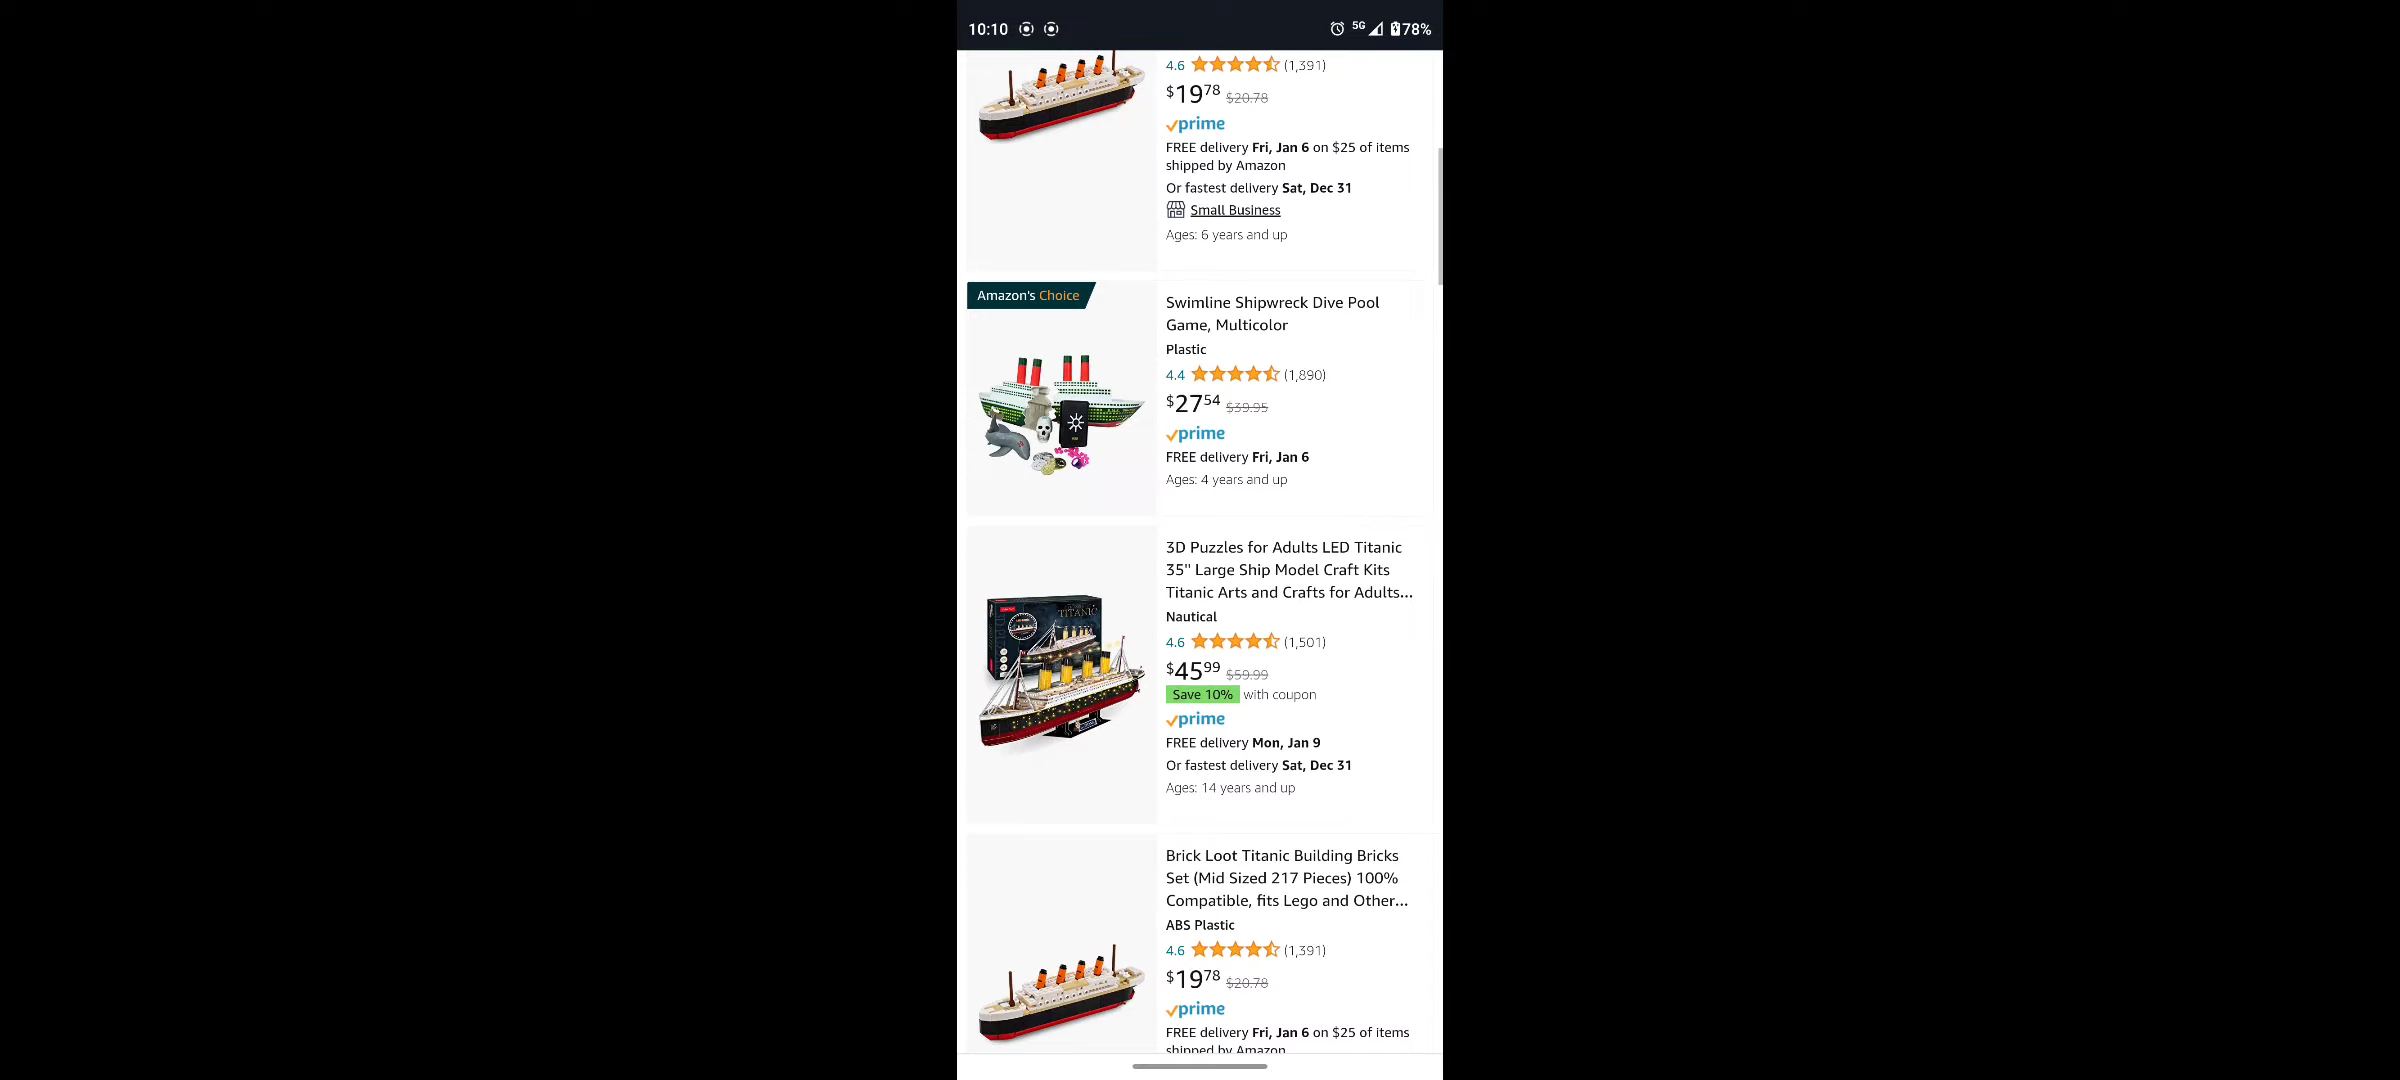 10:10
5G
78%
4.6 (1,391)
$19.78 $20.78
prime
FREE delivery Fri, Jan 6 on $25 of items
shipped by Amazon
Or fastest delivery Sat, Dec 31
Small Business
Ages: 6 years and up
Amazon's Choice
Swimline Shipwreck Dive Pool
Game, Multicolor
Plastic
4.4 (1,890)
$27.54 $39.95
prime
FREE delivery Fri, Jan 6
Ages: 4 years and up
TITANIC
3D Puzzles for Adults LED Titanic
35" Large Ship Model Craft Kits
Titanic Arts and Crafts for Adults...
Nautical
4.6 (1,501)
$45.99 $59.99
Save 10% with coupon
prime
FREE delivery Mon, Jan 9
Or fastest delivery Sat, Dec 31
Ages: 14 years and up
Brick Loot Titanic Building Bricks
Set (Mid Sized 217 Pieces) 100%
Compatible, fits Lego and Other...
ABS Plastic
4.6 (1,391)
$19.78 $20.78
prime
FREE delivery Fri, Jan 6 on $25 of items
shipped by Amazon